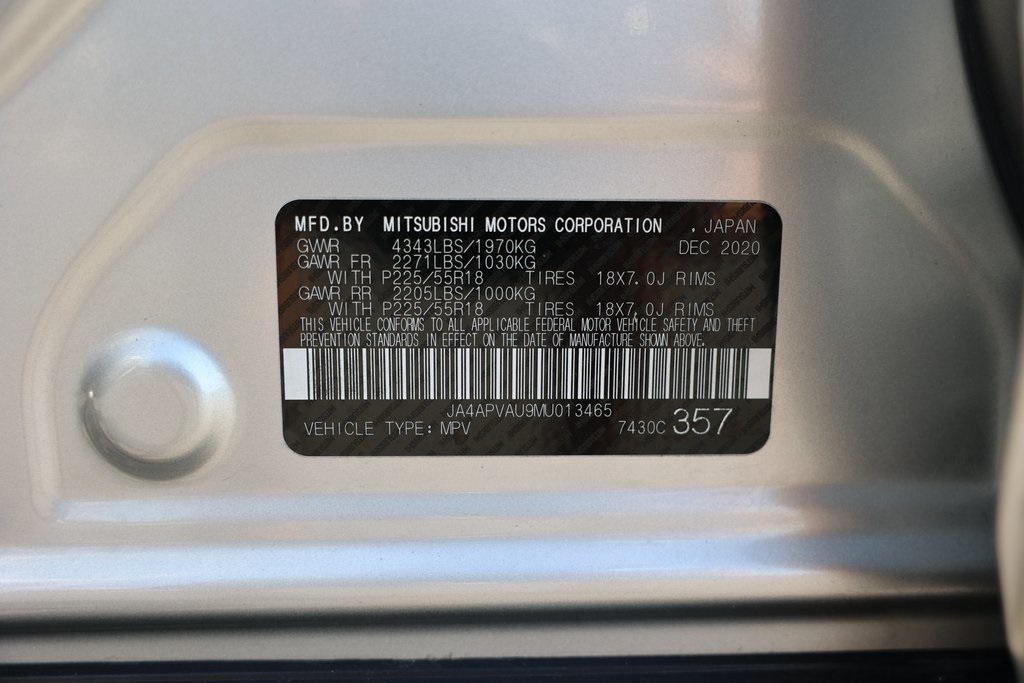 MFD.BY MITSUBISHI MOTORS CORPORATION , JAPAN
GVWR 4343LBS/1970KG DEC 2020
GAWR FR 2271LBS/1030KG
WITH P225/55R18 TIRES 18X7.0J RIMS
GAWR RR 2205LBS/1000KG
WITH P225/55R18 TIRES 18X7.0J RIMS
THIS VEHICLE CONFORMS TO ALL APPLICABLE FEDERAL MOTOR VEHICLE SAFETY AND THEFT
PREVENTION STANDARDS IN EFFECT ON THE DATE OF MANUFACTURE SHOWN ABOVE.
JA4APVAU9MU013465
VEHICLE TYPE: MPV 7430C 357